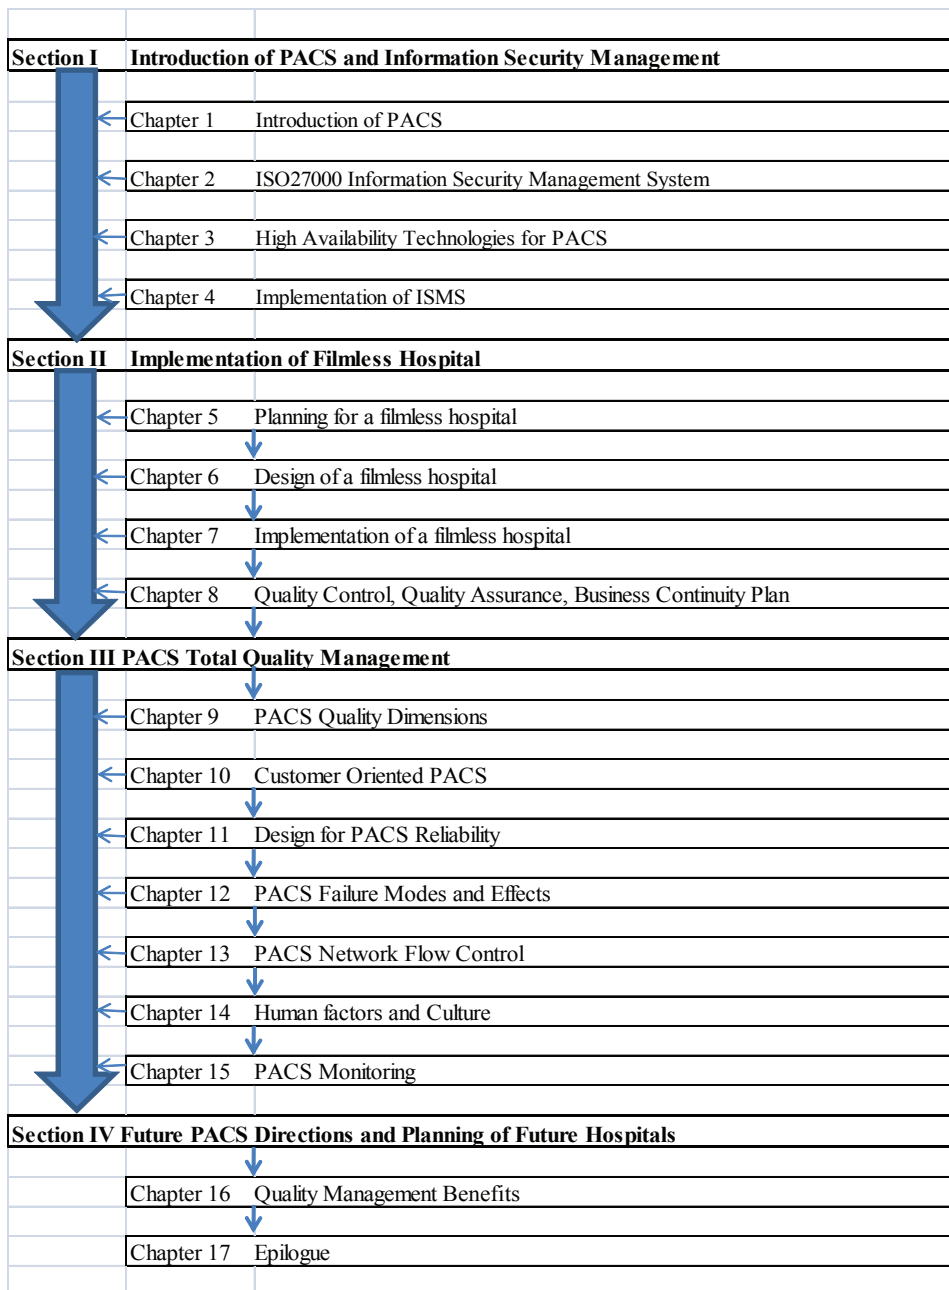 Section I Introduction of PACS and Information Security Management
Chapter 1 Introduction of PACS
Chapter 2 ISO27000 Information Security Management System
Chapter 3 High Availability Technologies for PACS
Chapter 4 Implementation of ISMS
Section II Implementation of Filmless Hospital
Chapter 5 Planning for a filmless hospital
Chapter 6 Design of a filmless hospital
Chapter 7 Implementation of a filmless hospital
Chapter 8 Quality Control, Quality Assurance, Business Continuity Plan
Section III PACS Total Quality Management
Chapter 9 PACS Quality Dimensions
Chapter 10 Customer Oriented PACS
Chapter 11 Design for PACS Reliability
Chapter 12 PACS Failure Modes and Effects
Chapter 13 PACS Network Flow Control
Chapter 14 Human factors and Culture
Chapter 15 PACS Monitoring
Section IV Future PACS Directions and Planning of Future Hospitals
Chapter 16 Quality Management Benefits
Chapter 17 Epilogue